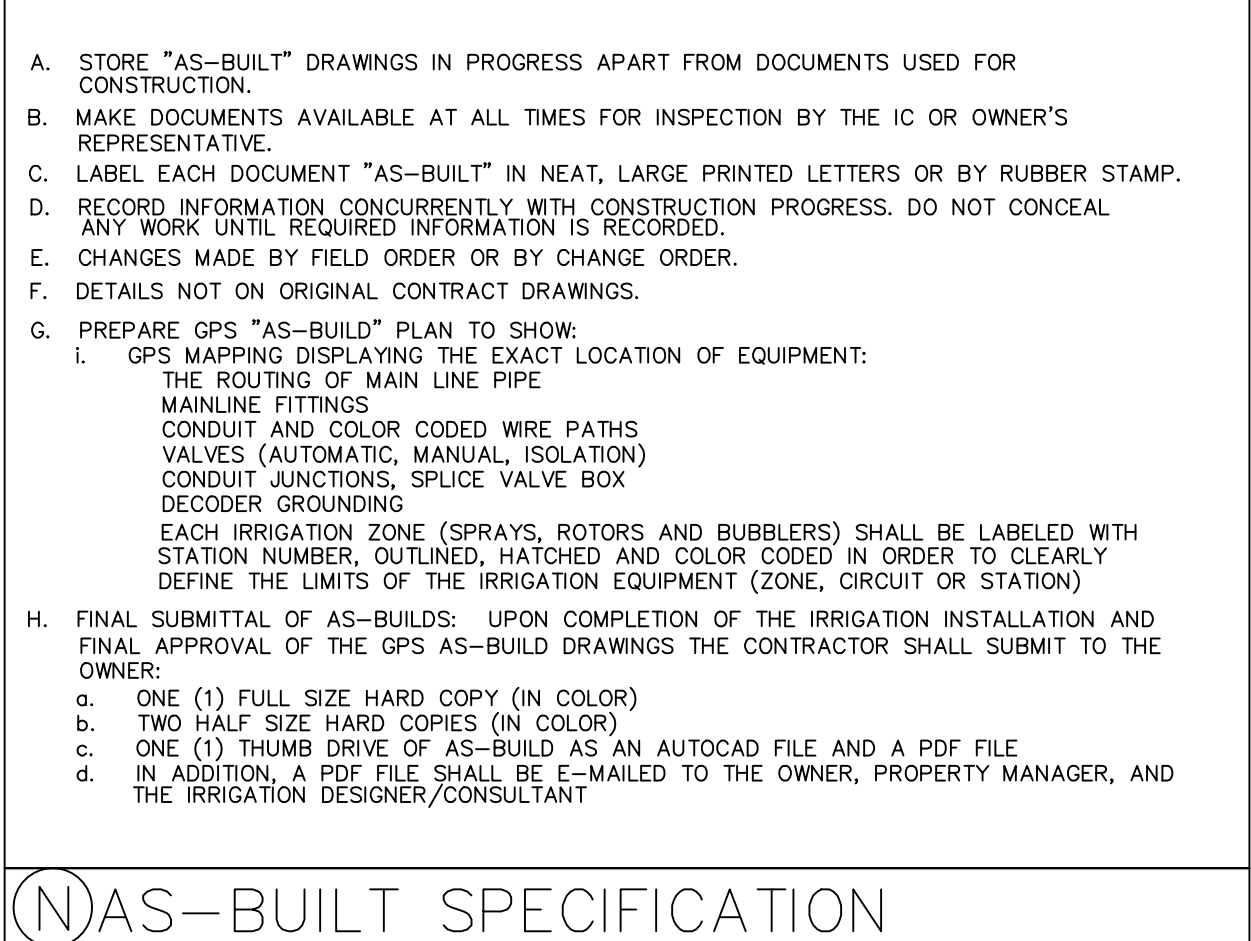 A. STORE "AS–BUILT" DRAWINGS IN PROGRESS APART FROM DOCUMENTS USED FOR
CONSTRUCTION.
B. MAKE DOCUMENTS AVAILABLE AT ALL TIMES FOR INSPECTION BY THE IC OR OWNER'S
REPRESENTATIVE.
C. LABEL EACH DOCUMENT "AS–BUILT" IN NEAT, LARGE PRINTED LETTERS OR BY RUBBER STAMP.
D. RECORD INFORMATION CONCURRENTLY WITH CONSTRUCTION PROGRESS. DO NOT CONCEAL
ANY WORK UNTIL REQUIRED INFORMATION IS RECORDED.
E. CHANGES MADE BY FIELD ORDER OR BY CHANGE ORDER.
F. DETAILS NOT ON ORIGINAL CONTRACT DRAWINGS.
G. PREPARE GPS "AS–BUILD" PLAN TO SHOW:
i. GPS MAPPING DISPLAYING THE EXACT LOCATION OF EQUIPMENT:
THE ROUTING OF MAIN LINE PIPE
MAINLINE FITTINGS
CONDUIT AND COLOR CODED WIRE PATHS
VALVES (AUTOMATIC, MANUAL, ISOLATION)
CONDUIT JUNCTIONS, SPLICE VALVE BOX
DECODER GROUNDING
EACH IRRIGATION ZONE (SPRAYS, ROTORS AND BUBBLERS) SHALL BE LABELED WITH
STATION NUMBER, OUTLINED, HATCHED AND COLOR CODED IN ORDER TO CLEARLY
DEFINE THE LIMITS OF THE IRRIGATION EQUIPMENT (ZONE, CIRCUIT OR STATION)
H. FINAL SUBMITTAL OF AS–BUILDS: UPON COMPLETION OF THE IRRIGATION INSTALLATION AND
FINAL APPROVAL OF THE GPS AS–BUILD DRAWINGS THE CONTRACTOR SHALL SUBMIT TO THE
OWNER:
a. ONE (1) FULL SIZE HARD COPY (IN COLOR)
b. TWO HALF SIZE HARD COPIES (IN COLOR)
c. ONE (1) THUMB DRIVE OF AS–BUILD AS AN AUTOCAD FILE AND A PDF FILE
d. IN ADDITION, A PDF FILE SHALL BE E–MAILED TO THE OWNER, PROPERTY MANAGER, AND
THE IRRIGATION DESIGNER/CONSULTANT
N AS–BUILT SPECIFICATION